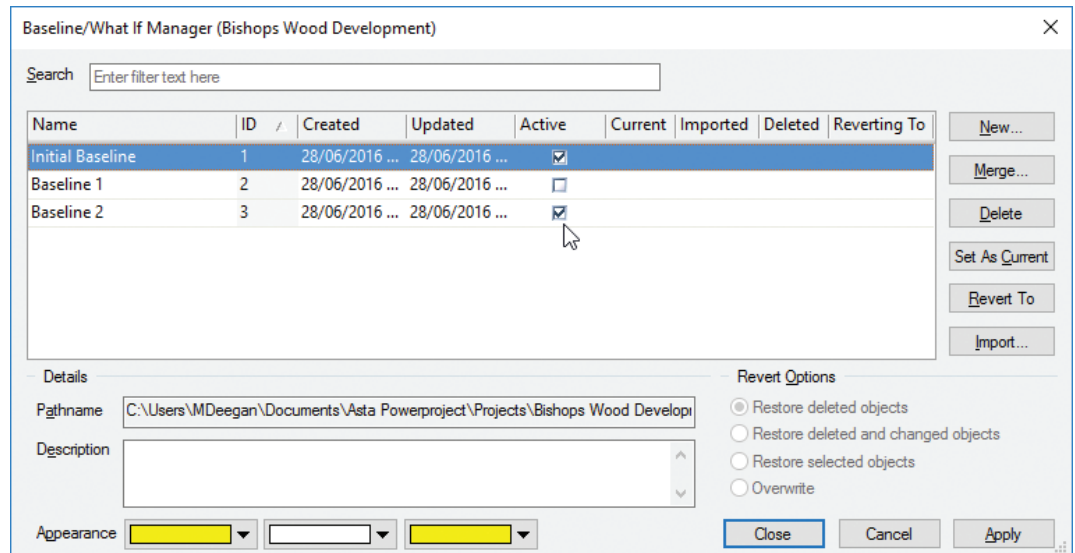 Baseline/What If Manager (Bishops Wood Development)
Search Enter filter text here
Name ID Created Updated Active Current Imported Deleted Reverting To
Initial Baseline 1 28/06/2016 ... 28/06/2016 ...
Baseline 1 2 28/06/2016 ... 28/06/2016 ...
Baseline 2 3 28/06/2016 ... 28/06/2016 ...
New...
Merge...
Delete
Set As Current
Revert To
Import...
Details
Pathname C:\Users\MDeegan\Documents\Asta Powerproject\Projects\Bishops Wood Develop
Description
Appearance
Revert Options
Restore deleted objects
Restore deleted and changed objects
Restore selected objects
Overwrite
Close Cancel Apply